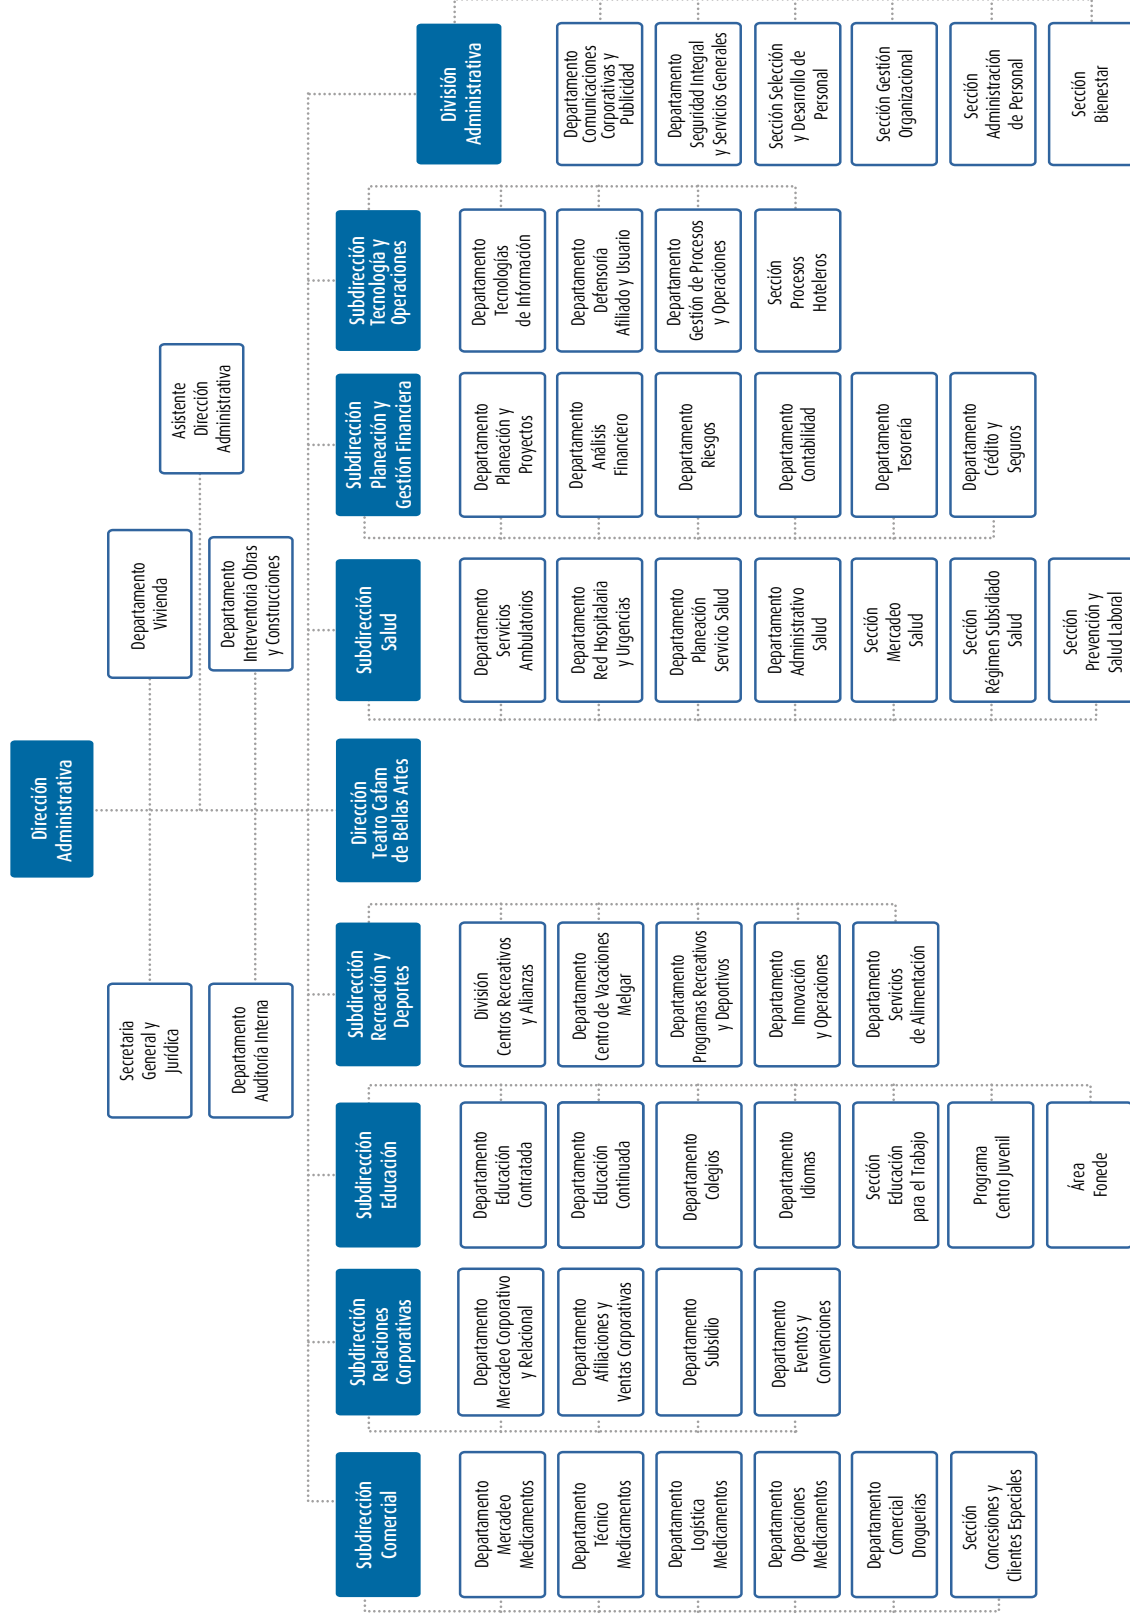 Dirección
Administrativa
Secretaria
General y
Jurídica
Departamento
Vivienda
Asistente
Dirección
Administrativa
Departamento
Auditoría Interna
Departamento
Interventoria Obras
y Construcciones
Subdirección
Comercial
Departamento
Mercadeo
Medicamentos
Departamento
Técnico
Medicamentos
Departamento
Logística
Medicamentos
Departamento
Operaciones
Medicamentos
Departamento
Comercial
Droguerías
Sección
Concesiones y
Clientes Especiales
Subdirección
Relaciones
Corporativas
Departamento
Mercadeo Corporativo
y Relacional
Departamento
Afiliaciones y
Ventas Corporativas
Departamento
Subsidio
Departamento
Eventos y
Convenciones
Subdirección
Educación
Departamento
Educación
Contratada
Departamento
Educación
Continuada
Departamento
Colegios
Departamento
Idiomas
Sección
Educación
para el Trabajo
Programa
Centro Juvenil
Área
Fonede
Subdirección
Recreación y
Deportes
División
Centros Recreativos
y Alianzas
Departamento
Centro de Vacaciones
Melgar
Departamento
Programas Recreativos
y Deportivos
Departamento
Innovación
y Operaciones
Departamento
Servicios
de Alimentación
Dirección
Teatro Cafam
de Bellas Artes
Subdirección
Salud
Departamento
Servicios
Ambulatorios
Departamento
Red Hospitalaria
y Urgencias
Departamento
Planeación
Servicio Salud
Departamento
Administrativo
Salud
Sección
Mercadeo
Salud
Sección
Régimen Subsidiado
Salud
Sección
Prevención y
Salud Laboral
Subdirección
Planeación y
Gestión Financiera
Departamento
Planeación y
Proyectos
Departamento
Análisis
Financiero
Departamento
Riesgos
Departamento
Contabilidad
Departamento
Tesorería
Departamento
Crédito y
Seguros
Subdirección
Tecnología y
Operaciones
Departamento
Tecnologías
de Información
Departamento
Defensoria
Afiliado y Usuario
Departamento
Gestión de Procesos
y Operaciones
Sección
Procesos
Hoteleros
División
Administrativa
Departamento
Comunicaciones
Corporativas y
Publicidad
Departamento
Seguridad Integral
y Servicios Generales
Sección Selección
y Desarrollo de
Personal
Sección Gestión
Organizacional
Sección
Administración
de Personal
Sección
Bienestar